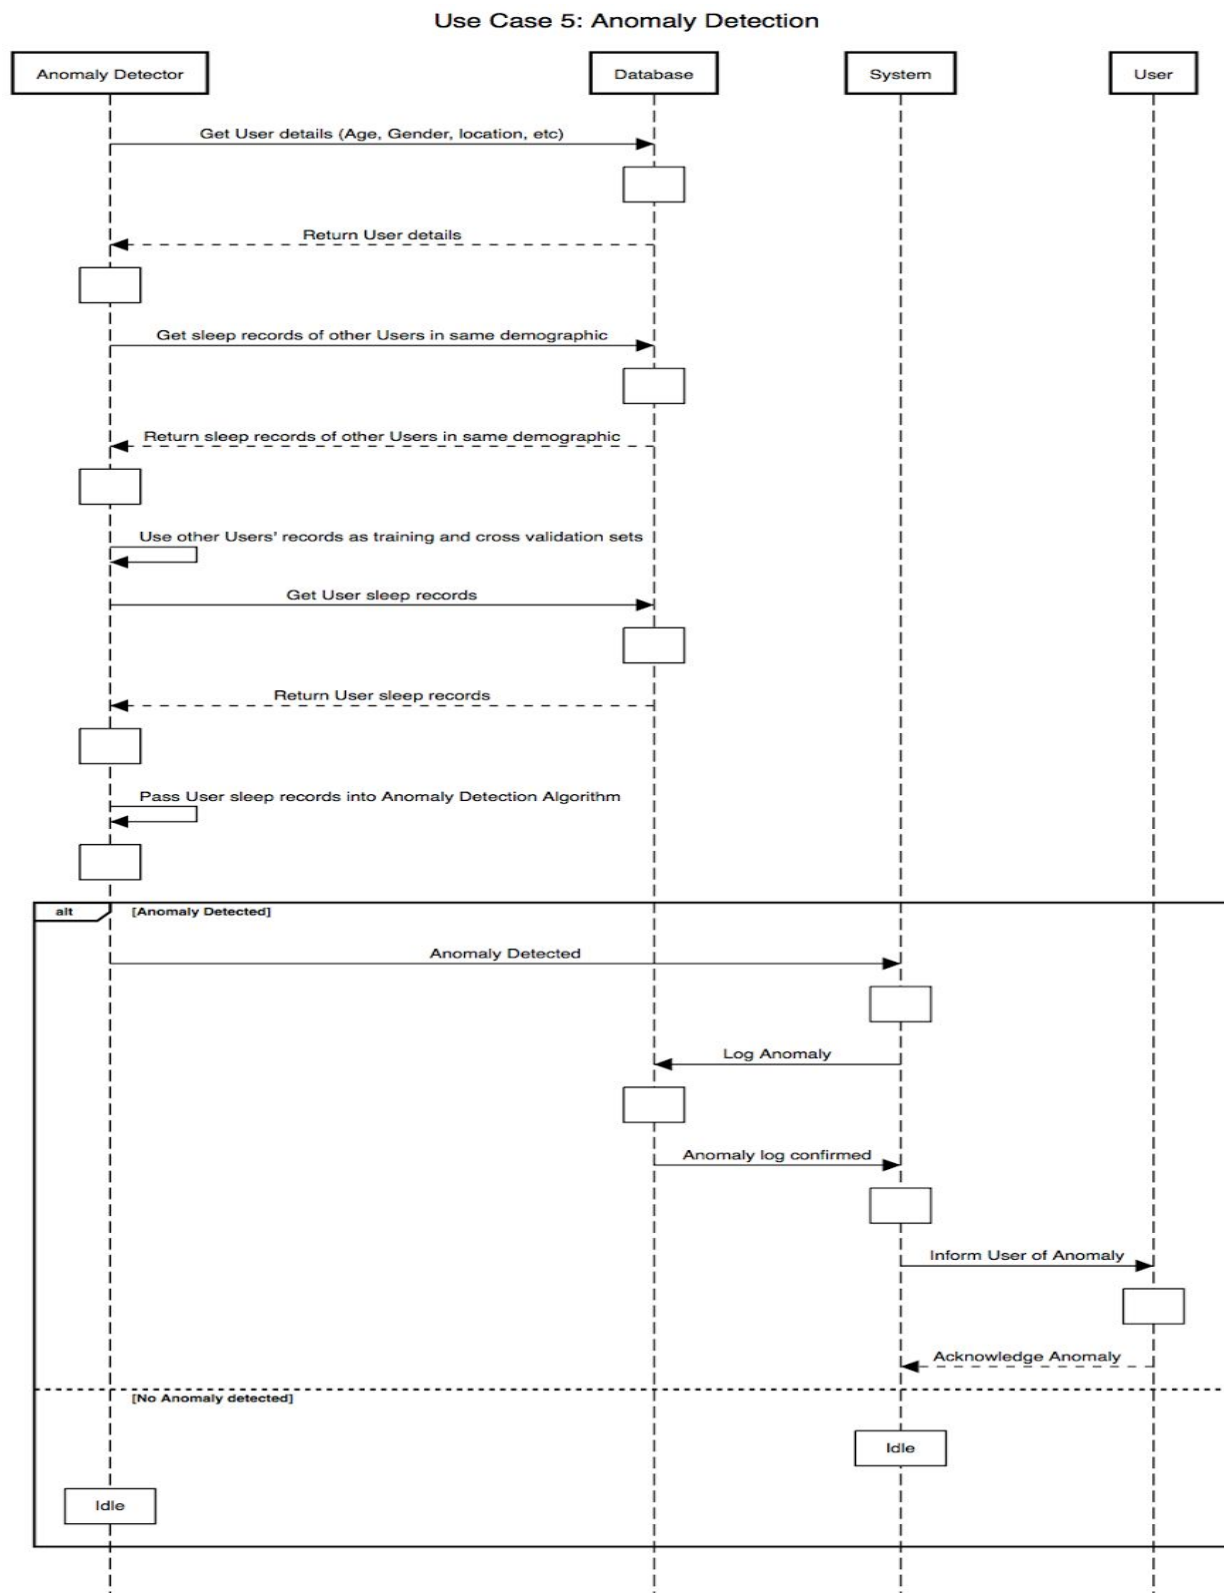 Use Case 5: Anomaly Detection
Anomaly Detector
Database
System
User
Get User details (Age, Gender, location, etc)
Return User details
Get sleep records of other Users in same demographic
Return sleep records of other Users in same demographic
Use other Users' records as training and cross validation sets
Get User sleep records
Return User sleep records
Pass User sleep records into Anomaly Detection Algorithm
alt
[Anomaly Detected]
Anomaly Detected
Log Anomaly
Anomaly log confirmed
Inform User of Anomaly
Acknowledge Anomaly
[No Anomaly detected]
Idle
Idle